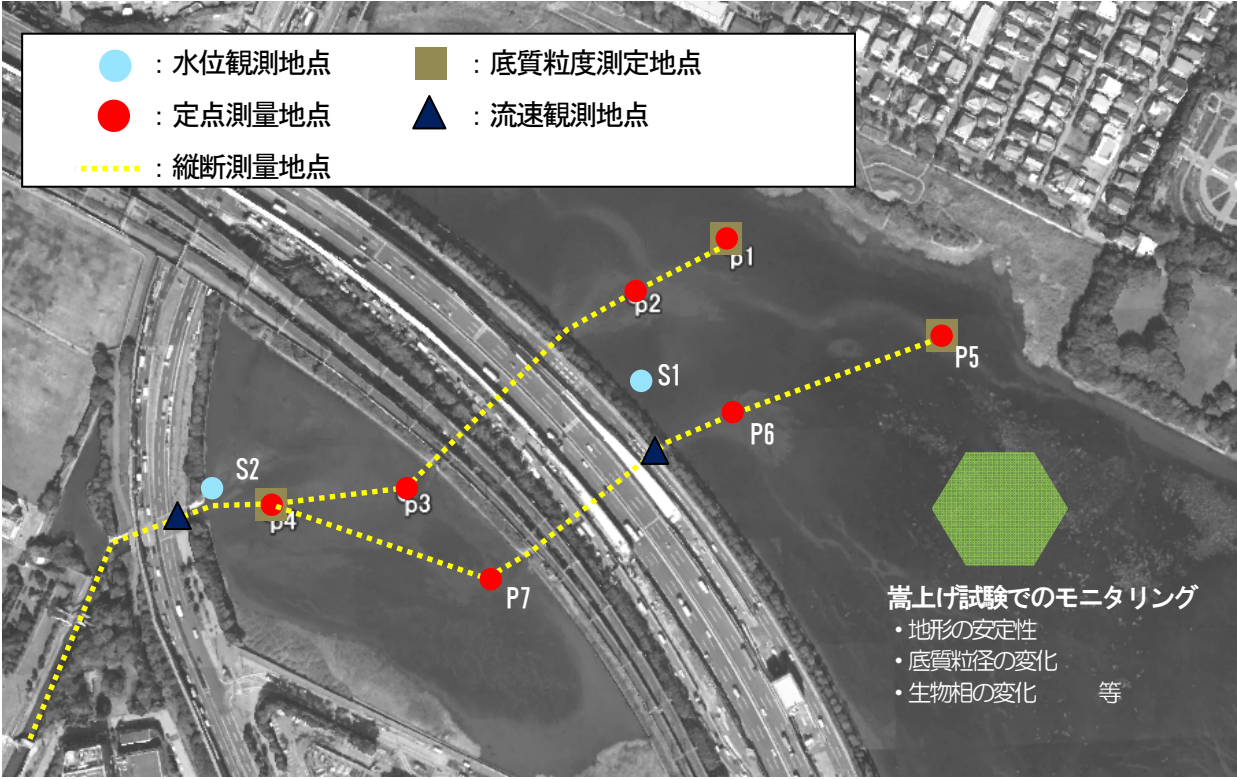 ：水位観測地点
：底質粒度測定地点
：定点測量地点
：流速観測地点
：縦断測量地点
p1
p2
S1
P5
P6
S2
p3
p4
P7
嵩上げ試験でのモニタリング
・地形の安定性
・底質粒径の変化
・生物相の変化　　　等